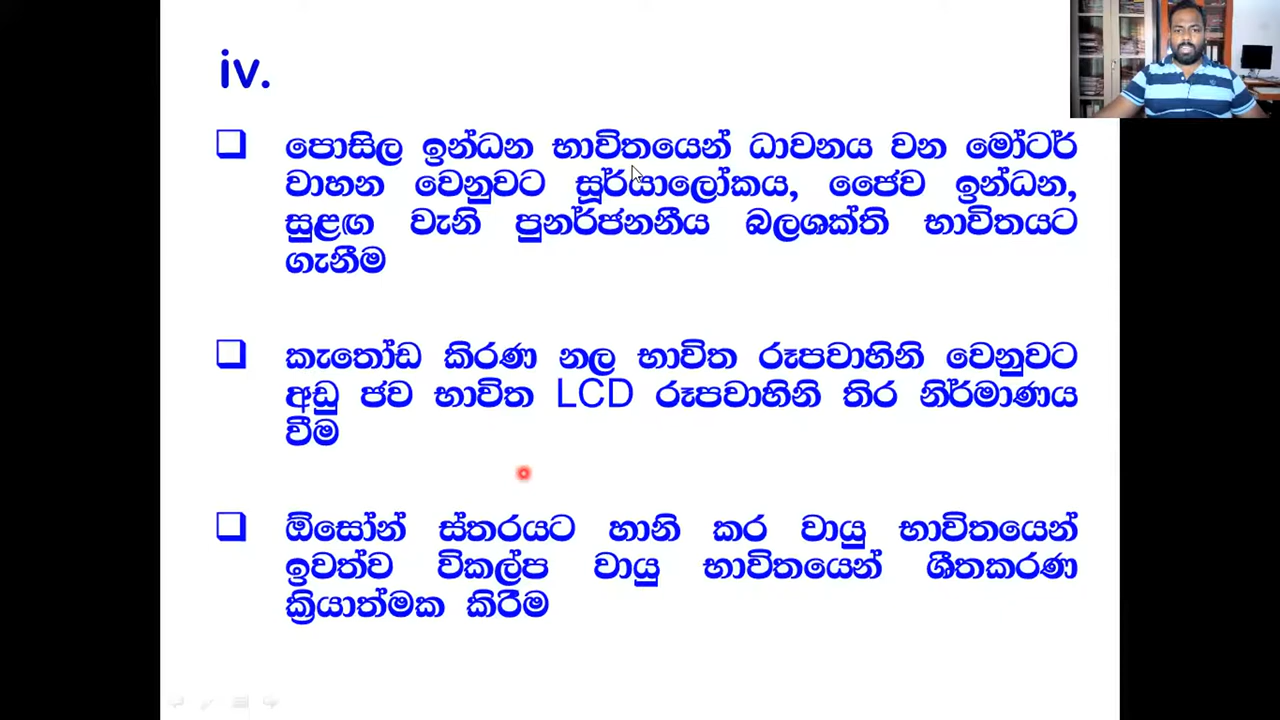 iv.
පොසිල ඉන්ධන භාවිතයෙන් ධාවනය වන මෝටර්
වාහන වෙනුවට සූර්යාලෝකය, ජෛව ඉන්ධන,
සුළඟ වැනි පුනර්ජනනීය බලශක්ති භාවිතයට
ගැනීම
කැතෝඩ කිරණ නල භාවිත රූපවාහිනි වෙනුවට
අඩු ජව භාවිත LCD රූපවාහිනි තිර නිර්මාණය
වීම
ඕසෝන් ස්තරයට හානි කර වායු භාවිතයෙන්
ඉවත්ව විකල්ප වායු භාවිතයෙන් ශීතකරණ
ක්‍රියාත්මක කිරීම